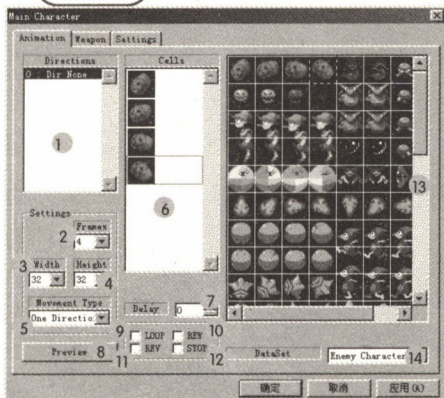 Main Character
Animation Weapon Settings
Directions
0 : Dir None
1
Cells
6
13
Settings
Frames
2
4
3 Width Height
32 32 4
Movement Type
One Directio
5
Delay 0 7
Preview 8
9 LOOP REW 10
11 REV STOP 12
DataSet Enemy Character 14
确定 取消 应用(A)